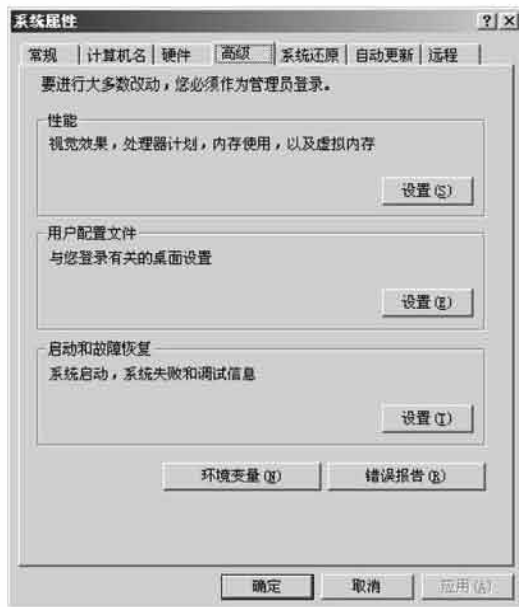 系统属性
常规 计算机名 硬件 高级 系统还原 自动更新 远程
要进行大多数改动，您必须作为管理员登录。
性能
视觉效果，处理器计划，内存使用，以及虚拟内存
设置(S)
用户配置文件
与您登录有关的桌面设置
设置(E)
启动和故障恢复
系统启动，系统失败和调试信息
设置(T)
环境变量(N) 错误报告(R)
确定 取消 应用(A)